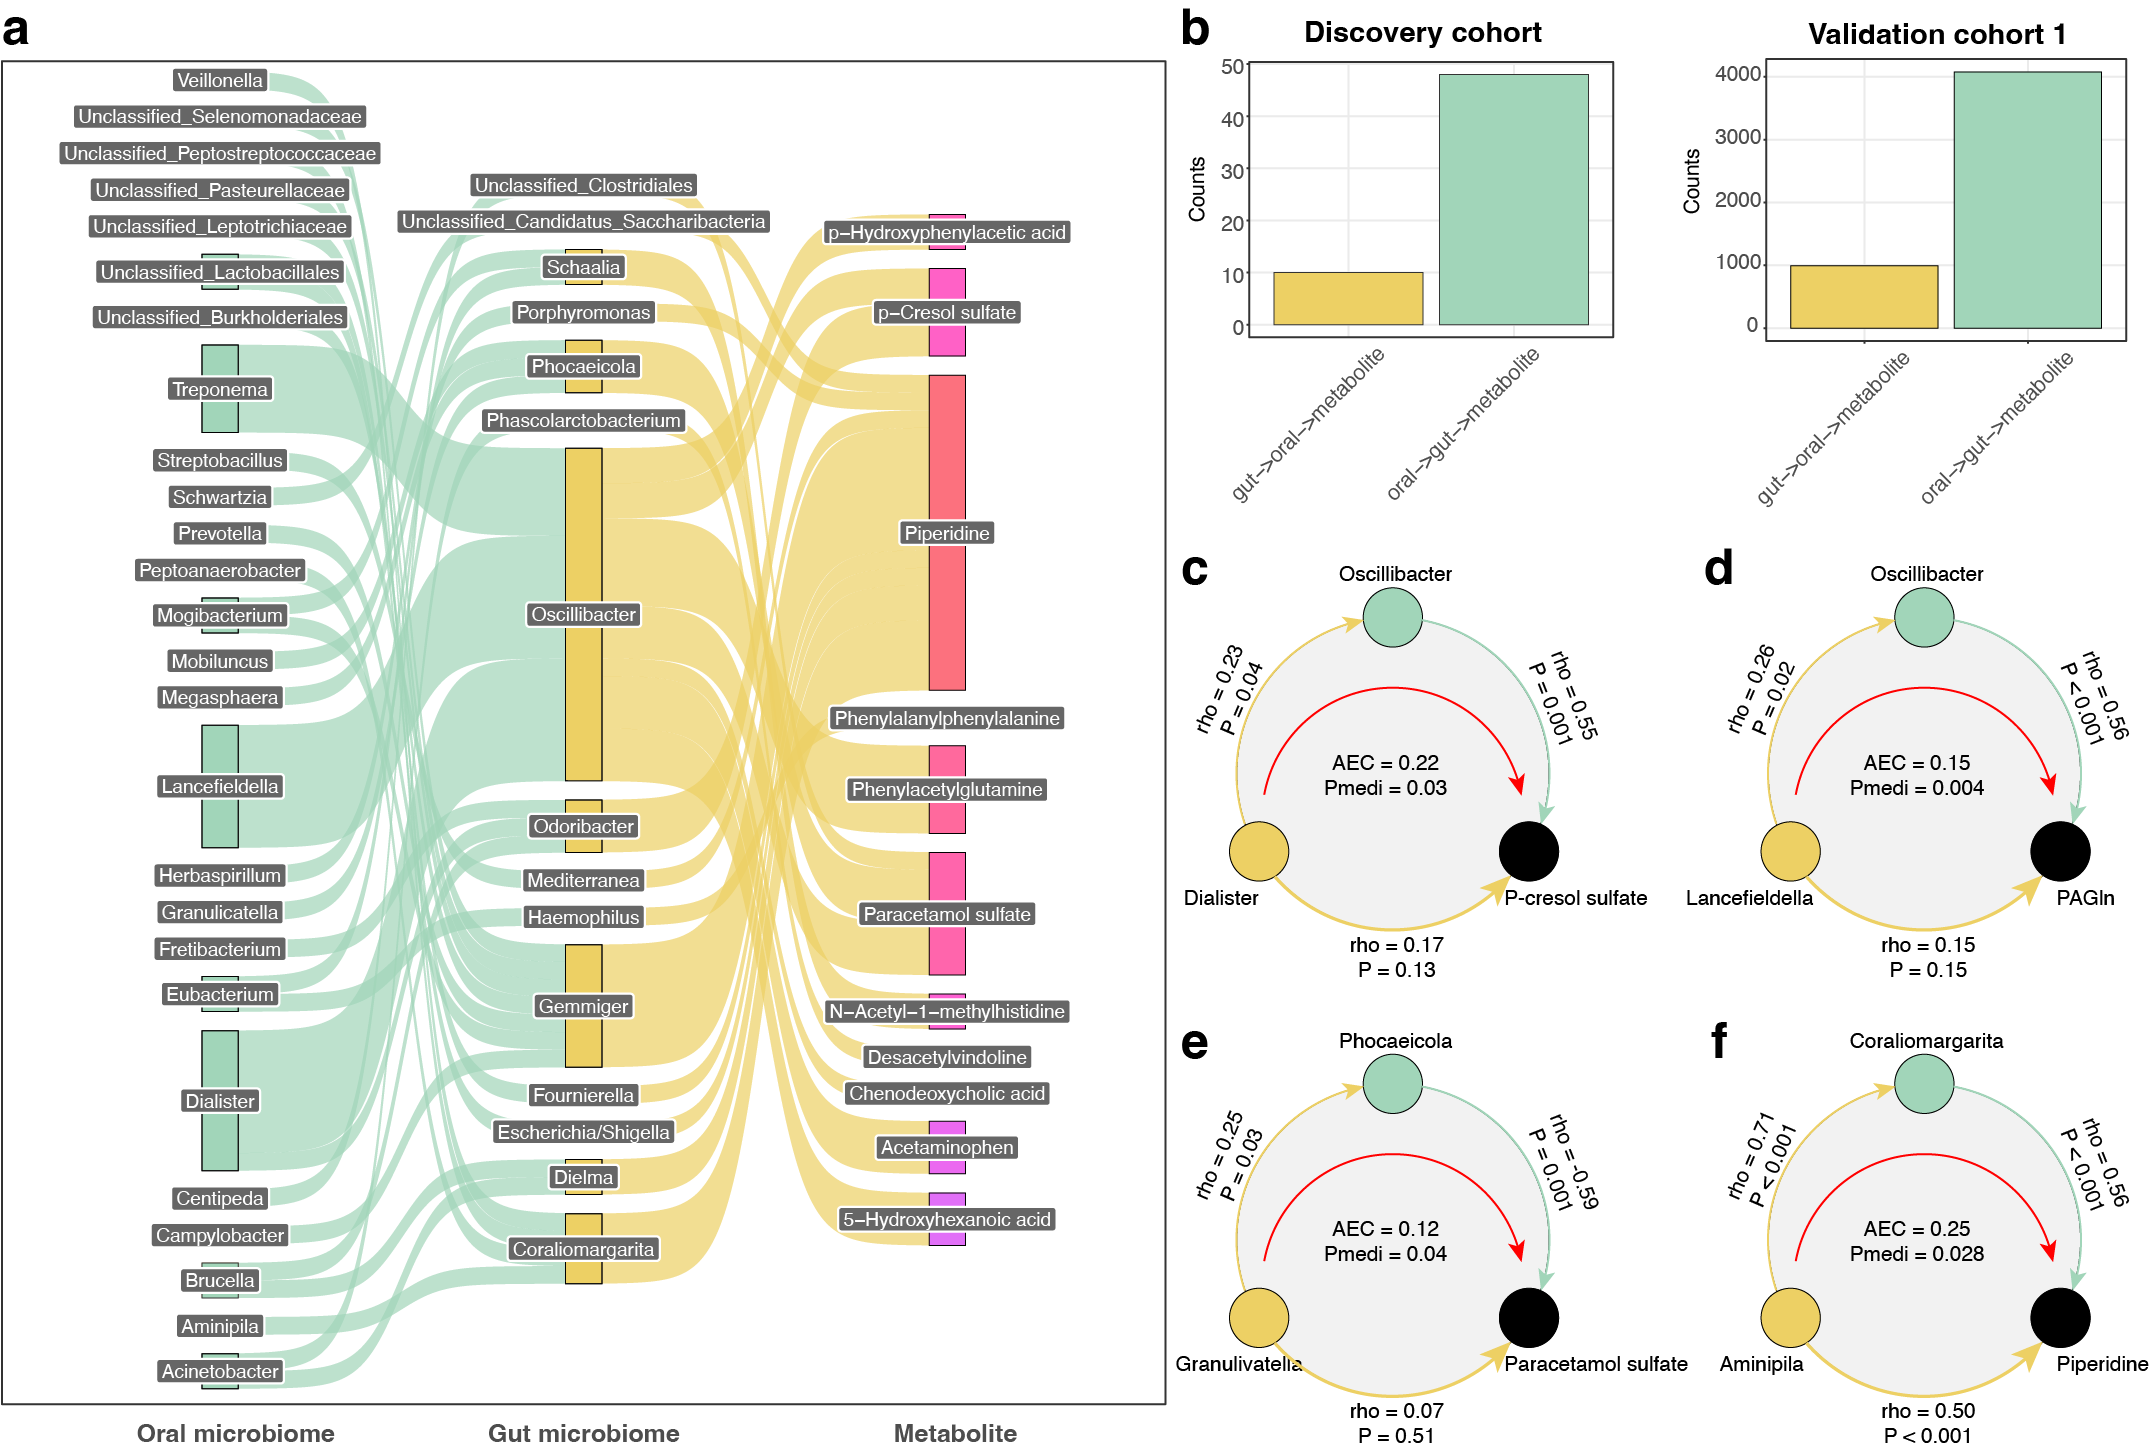 a
Veillonella
Unclassified_Selenomonadaceae
Unclassified_Peptostreptococcaceae
Unclassified_Pasteurellaceae
Unclassified_Leptotrichiaceae
Unclassified_Lactobacillales
Unclassified_Burkholderiales
Treponema
Streptobacillus
Schwartzia
Prevotella
Peptoanaerobacter
Mogibacterium
Mobiluncus
Megasphaera
Lancefieldella
Herbaspirillum
Granulicatella
Fretibacterium
Eubacterium
Dialister
Centipeda
Campylobacter
Brucella
Aminipila
Acinetobacter
Oral microbiome
Unclassified_Clostridiales
Unclassified_Candidatus_Saccharibacteria
Schaalia
Porphyromonas
Phocaeicola
Phascolarctobacterium
Oscillibacter
Odoribacter
Mediterranea
Haemophilus
Gemmiger
Fournierella
Escherichia/Shigella
Dielma
Coraliomargarita
Gut microbiome
p−Hydroxyphenylacetic acid
p−Cresol sulfate
Piperidine
Phenylalanylphenylalanine
Phenylacetylglutamine
Paracetamol sulfate
N−Acetyl−1−methylhistidine
Desacetylvindoline
Chenodeoxycholic acid
Acetaminophen
5−Hydroxyhexanoic acid
Metabolite
b
Discovery cohort
Counts
50
40
30
20
10
0
gut−>oral−>metabolite
oral−>gut−>metabolite
Validation cohort 1
Counts
4000
3000
2000
1000
0
gut−>oral−>metabolite
oral−>gut−>metabolite
c
Oscillibacter
rho = 0.23
P = 0.04
rho = 0.55
P = 0.001
AEC = 0.22
Pmedi = 0.03
Dialister
P-cresol sulfate
rho = 0.17
P = 0.13
d
Oscillibacter
rho = 0.26
P = 0.02
rho = 0.56
P < 0.001
AEC = 0.15
Pmedi = 0.004
Lancefieldella
PAGln
rho = 0.15
P = 0.15
e
Phocaeicola
rho = 0.25
P = 0.03
rho = -0.59
P = 0.001
AEC = 0.12
Pmedi = 0.04
Granulivatella
Paracetamol sulfate
rho = 0.07
P = 0.51
f
Coraliomargarita
rho = 0.71
P < 0.001
rho = 0.56
P < 0.001
AEC = 0.25
Pmedi = 0.028
Aminipila
Piperidine
rho = 0.50
P < 0.001